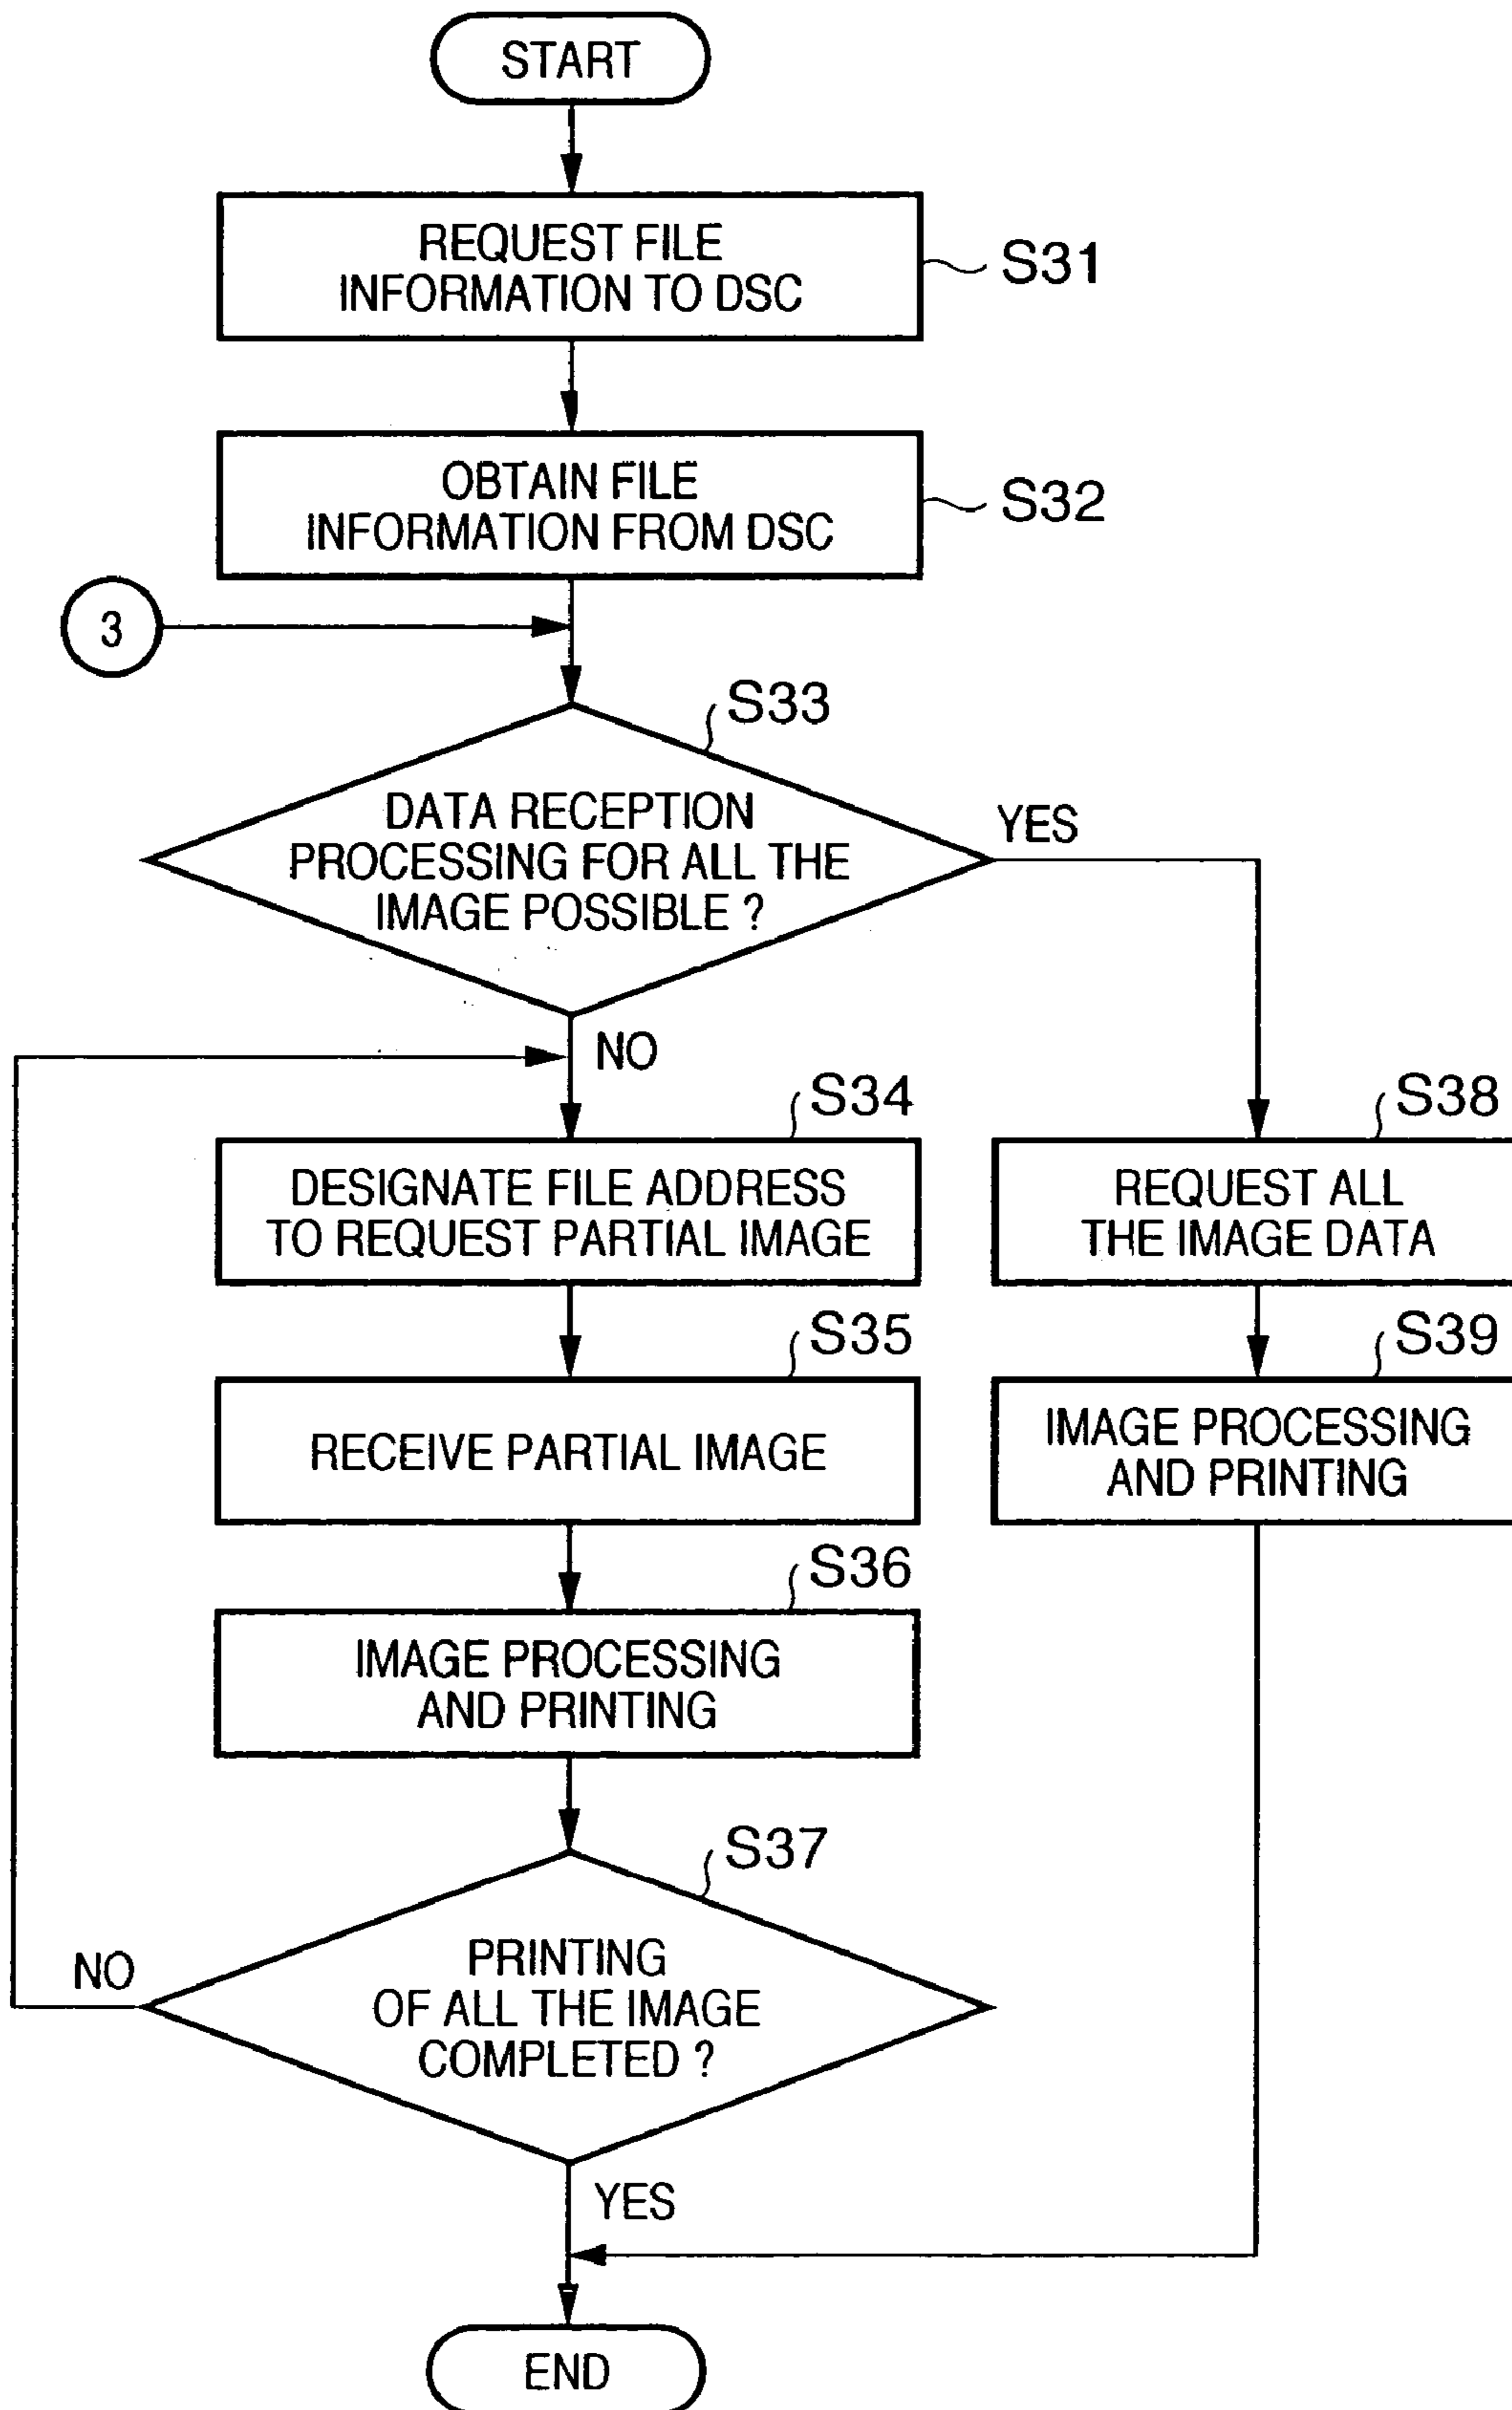 START
REQUEST FILE
INFORMATION TO DSC
S31
OBTAIN FILE
INFORMATION FROM DSC
S32
3
S33
DATA RECEPTION
PROCESSING FOR ALL THE
IMAGE POSSIBLE ?
YES
NO
S34
DESIGNATE FILE ADDRESS
TO REQUEST PARTIAL IMAGE
S38
REQUEST ALL
THE IMAGE DATA
S35
RECEIVE PARTIAL IMAGE
S39
IMAGE PROCESSING
AND PRINTING
S36
IMAGE PROCESSING
AND PRINTING
S37
PRINTING
OF ALL THE IMAGE
COMPLETED ?
NO
YES
END